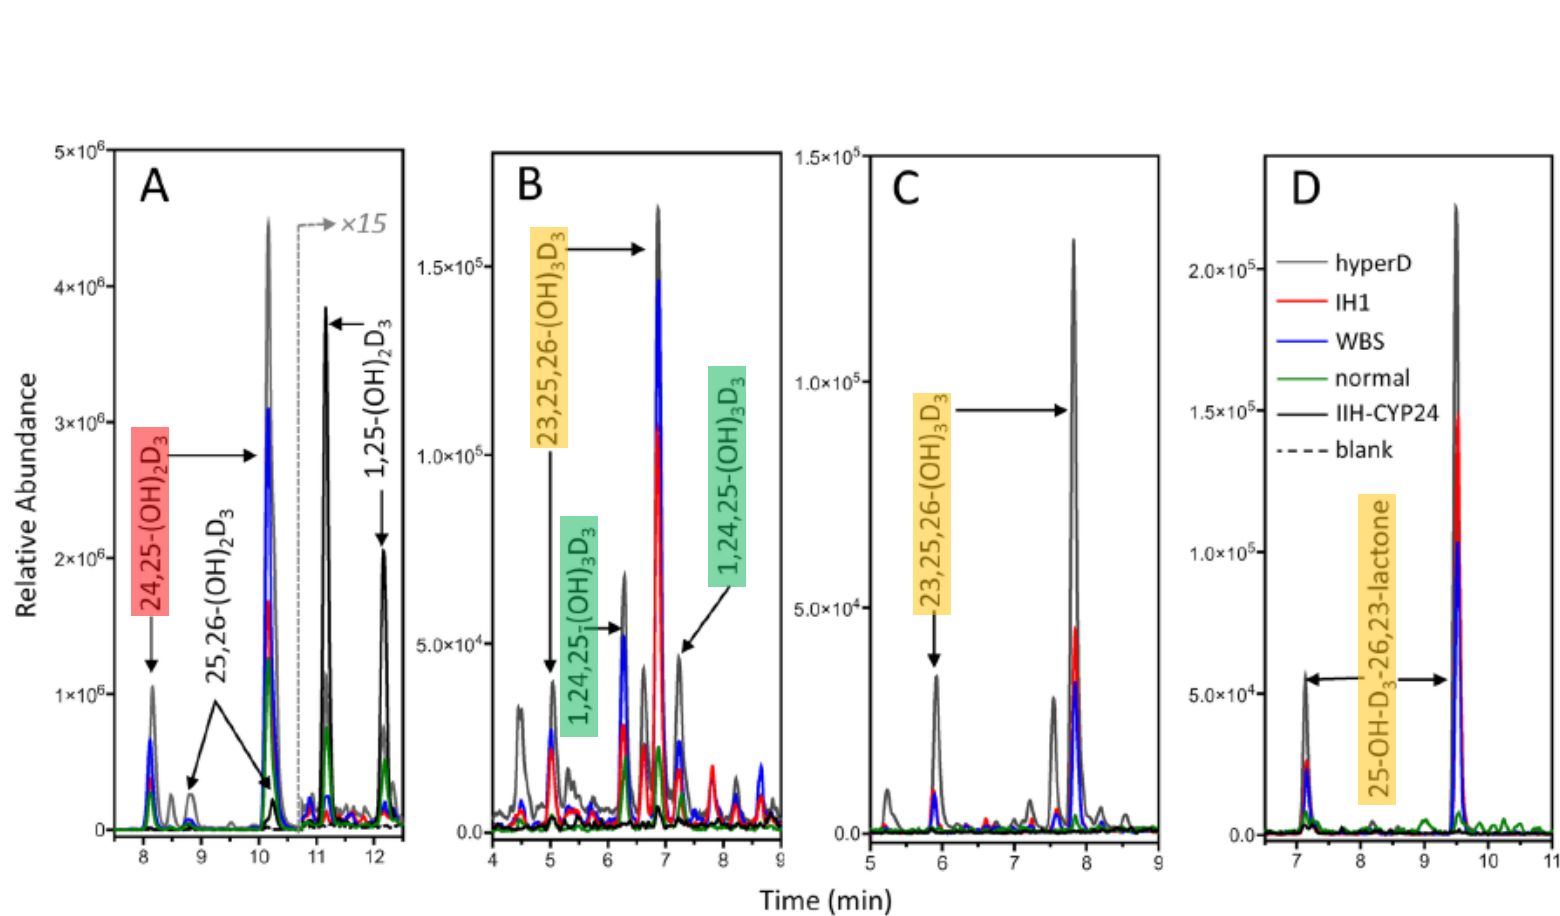 A
5×10⁶
4×10⁶
3×10⁶
2×10⁶
1×10⁶
0
8 9 10 11 12
×15
24,25-(OH)₂D₃
25,26-(OH)₂D₃
1,25-(OH)₂D₃
Relative Abundance
B
1.5×10⁵
1.0×10⁵
5.0×10⁴
0.0
4 5 6 7 8 9
23,25,26-(OH)₃D₃
1,24,25-(OH)₃D₃
1,24,25-(OH)₃D₃
C
1.5×10⁵
1.0×10⁵
5.0×10⁴
0.0
5 6 7 8 9
23,25,26-(OH)₃D₃
D
2.0×10⁵
1.5×10⁵
1.0×10⁵
5.0×10⁴
0.0
7 8 9 10 11
hyperD
IH1
WBS
normal
IIH-CYP24
blank
25-OH-D₃-26,23-lactone
Time (min)